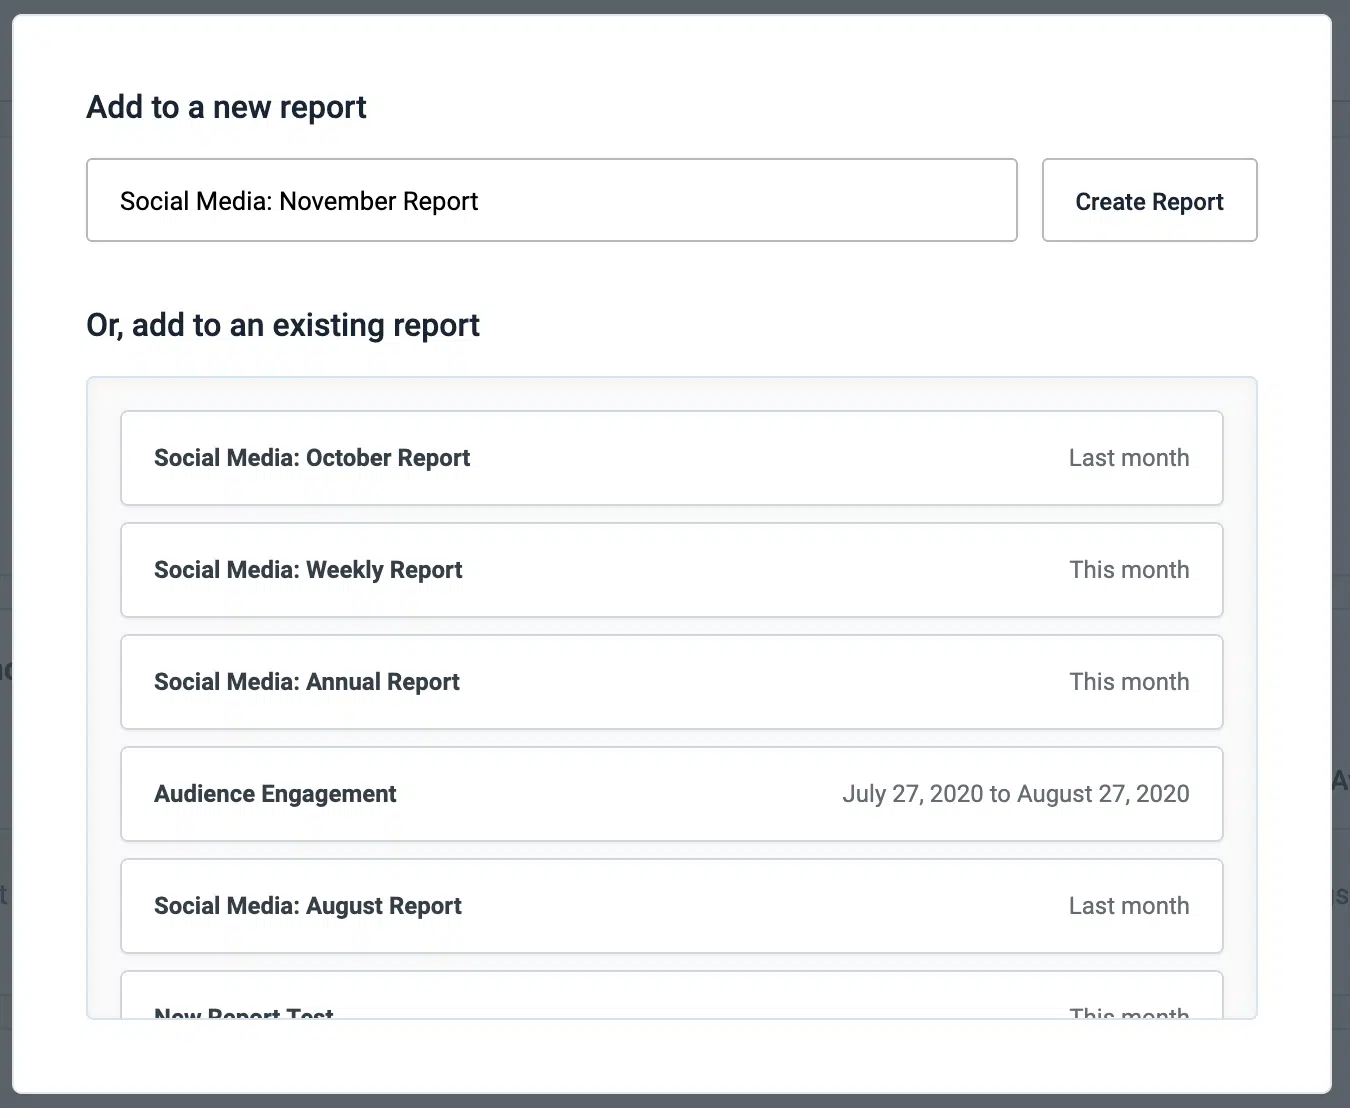 Add to a new report
Social Media: November Report
Create Report
Or, add to an existing report
Social Media: October Report Last month
Social Media: Weekly Report This month
Social Media: Annual Report This month
Audience Engagement July 27, 2020 to August 27, 2020
Social Media: August Report Last month
New Report Test This month